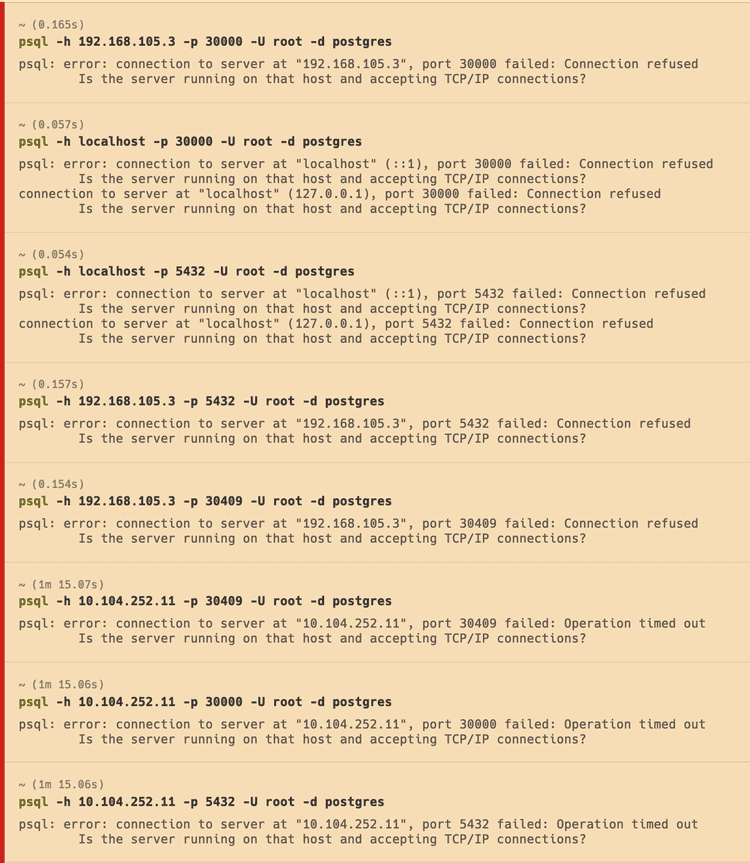 ~ (0.165s)
psql -h 192.168.105.3 -p 30000 -U root -d postgres
psql: error: connection to server at "192.168.105.3", port 30000 failed: Connection refused
        Is the server running on that host and accepting TCP/IP connections?
~ (0.057s)
psql -h localhost -p 30000 -U root -d postgres
psql: error: connection to server at "localhost" (::1), port 30000 failed: Connection refused
        Is the server running on that host and accepting TCP/IP connections?
connection to server at "localhost" (127.0.0.1), port 30000 failed: Connection refused
        Is the server running on that host and accepting TCP/IP connections?
~ (0.054s)
psql -h localhost -p 5432 -U root -d postgres
psql: error: connection to server at "localhost" (::1), port 5432 failed: Connection refused
        Is the server running on that host and accepting TCP/IP connections?
connection to server at "localhost" (127.0.0.1), port 5432 failed: Connection refused
        Is the server running on that host and accepting TCP/IP connections?
~ (0.157s)
psql -h 192.168.105.3 -p 5432 -U root -d postgres
psql: error: connection to server at "192.168.105.3", port 5432 failed: Connection refused
        Is the server running on that host and accepting TCP/IP connections?
~ (0.154s)
psql -h 192.168.105.3 -p 30409 -U root -d postgres
psql: error: connection to server at "192.168.105.3", port 30409 failed: Connection refused
        Is the server running on that host and accepting TCP/IP connections?
~ (1m 15.07s)
psql -h 10.104.252.11 -p 30409 -U root -d postgres
psql: error: connection to server at "10.104.252.11", port 30409 failed: Operation timed out
        Is the server running on that host and accepting TCP/IP connections?
~ (1m 15.06s)
psql -h 10.104.252.11 -p 30000 -U root -d postgres
psql: error: connection to server at "10.104.252.11", port 30000 failed: Operation timed out
        Is the server running on that host and accepting TCP/IP connections?
~ (1m 15.06s)
psql -h 10.104.252.11 -p 5432 -U root -d postgres
psql: error: connection to server at "10.104.252.11", port 5432 failed: Operation timed out
        Is the server running on that host and accepting TCP/IP connections?